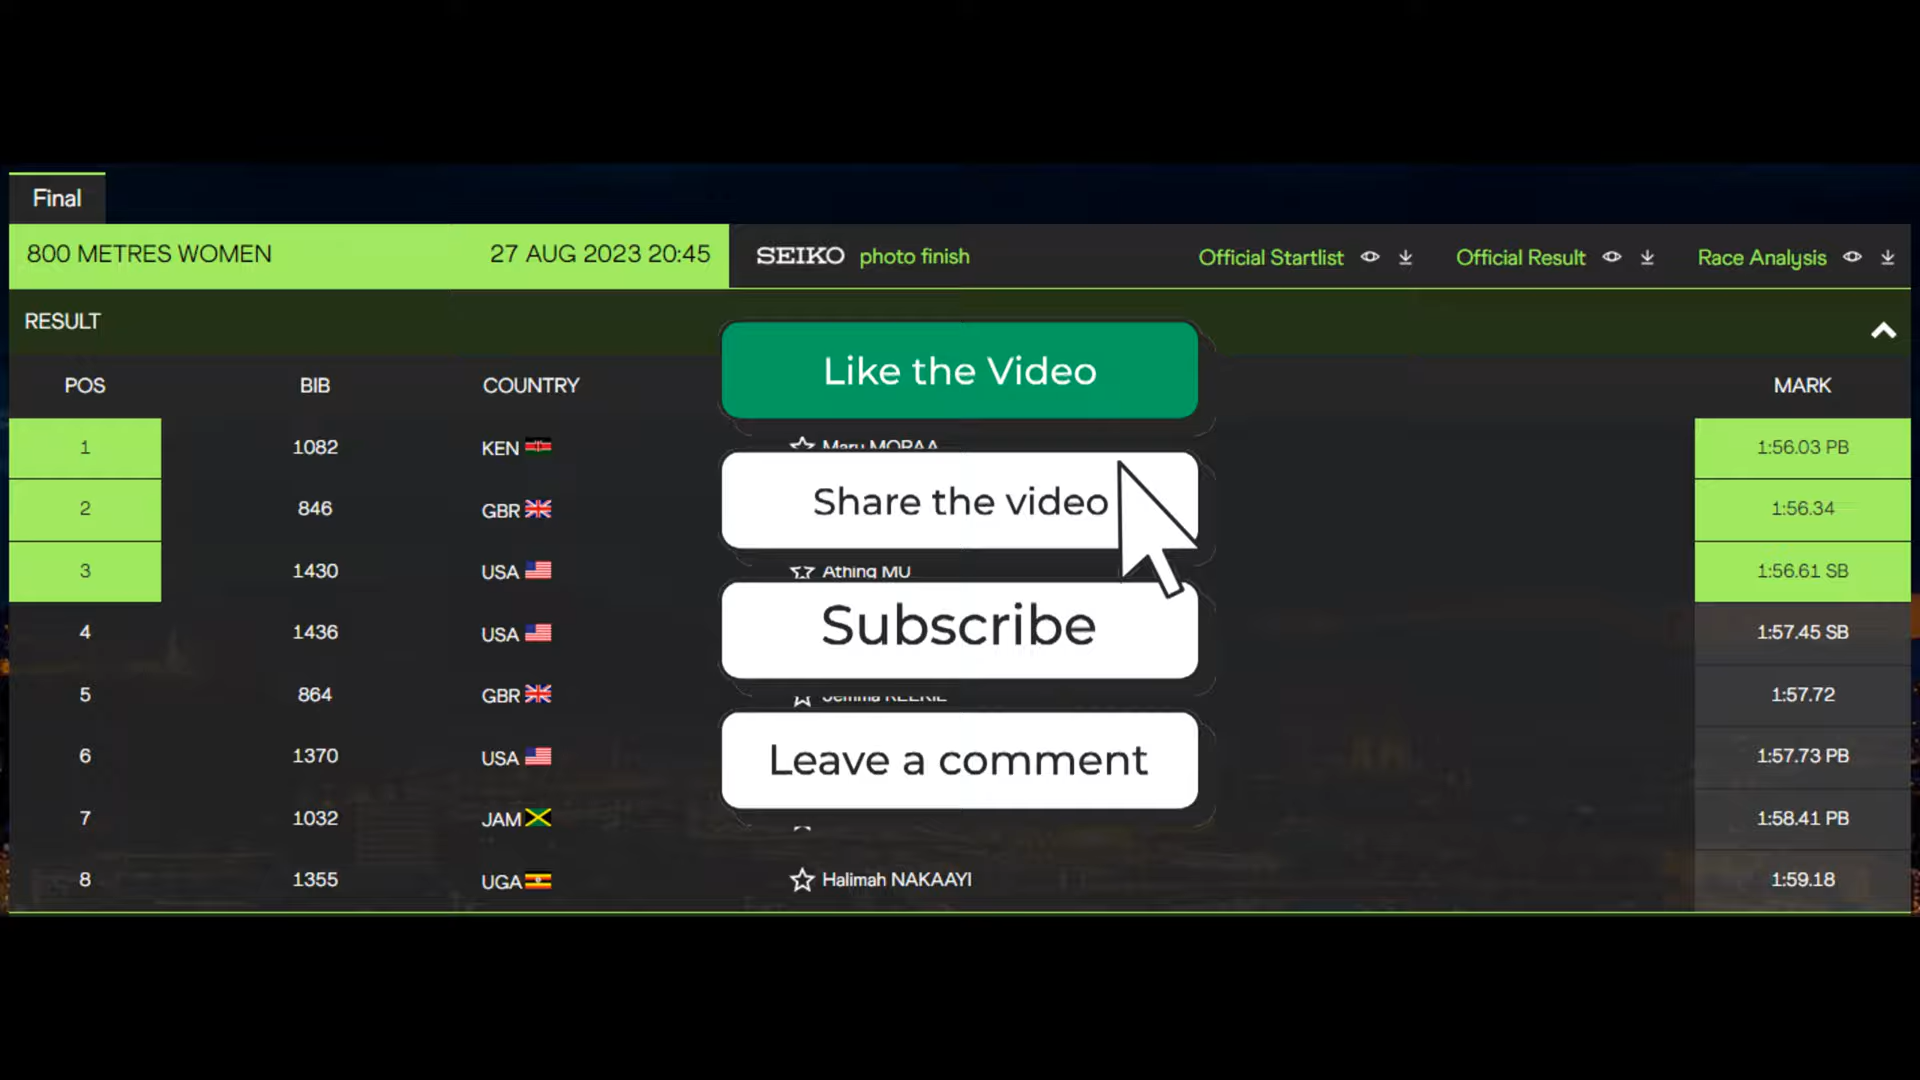 Final
800 METRES WOMEN 27 AUG 2023 20:45 SEIKO photo finish Official Startlist Official Result Race Analysis
RESULT
Like the Video
POS BIB COUNTRY MARK
1 1082 KEN Mary MORAA 1:56.03 PB
Share the video
2 846 GBR 1:56.34
3 1430 USA Athing MU 1:56.61 SB
Subscribe
4 1436 USA 1:57.45 SB
5 864 GBR Jemma REEKIE 1:57.72
Leave a comment
6 1370 USA 1:57.73 PB
7 1032 JAM 1:58.41 PB
8 1355 UGA Halimah NAKAAYI 1:59.18